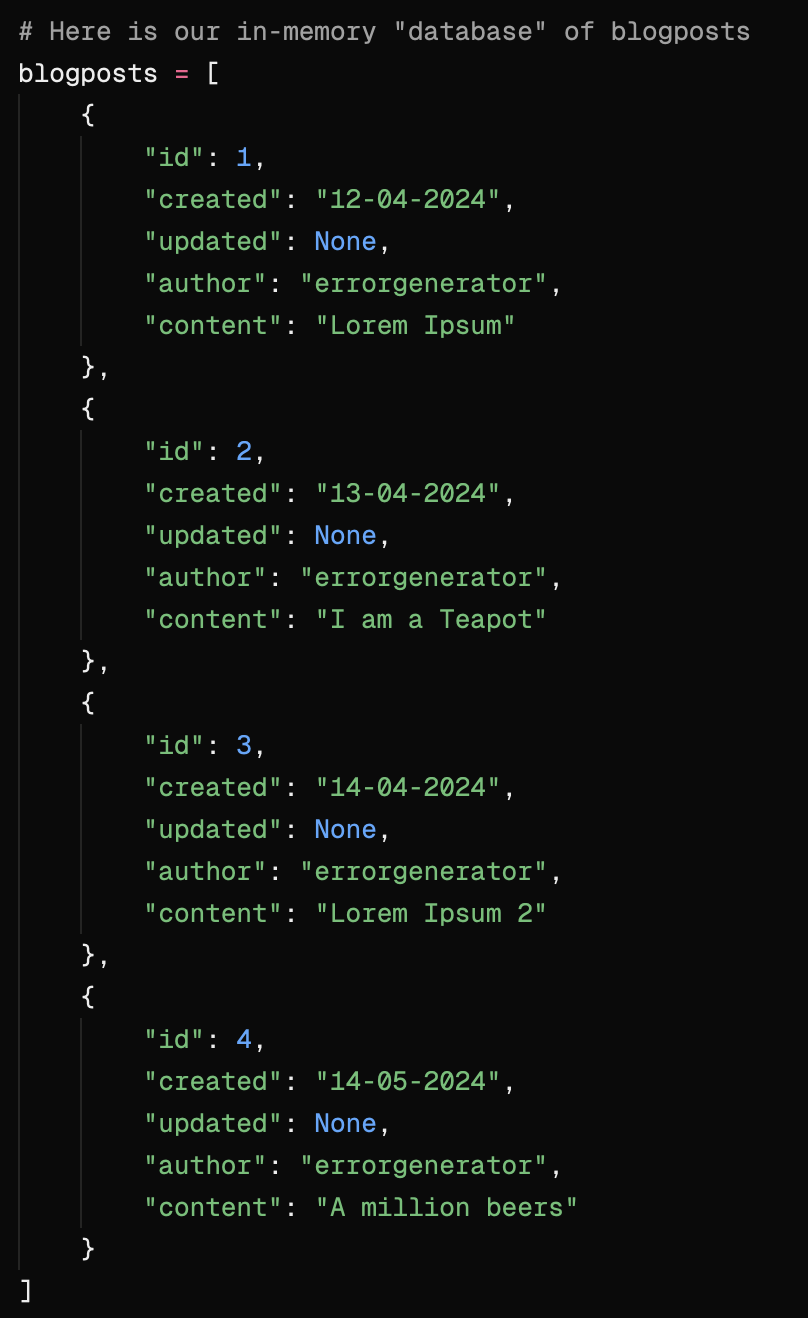 # Here is our in-memory "database" of blogposts
blogposts = [
    {
        "id": 1,
        "created": "12-04-2024",
        "updated": None,
        "author": "errorgenerator",
        "content": "Lorem Ipsum"
    },
    {
        "id": 2,
        "created": "13-04-2024",
        "updated": None,
        "author": "errorgenerator",
        "content": "I am a Teapot"
    },
    {
        "id": 3,
        "created": "14-04-2024",
        "updated": None,
        "author": "errorgenerator",
        "content": "Lorem Ipsum 2"
    },
    {
        "id": 4,
        "created": "14-05-2024",
        "updated": None,
        "author": "errorgenerator",
        "content": "A million beers"
    }
]